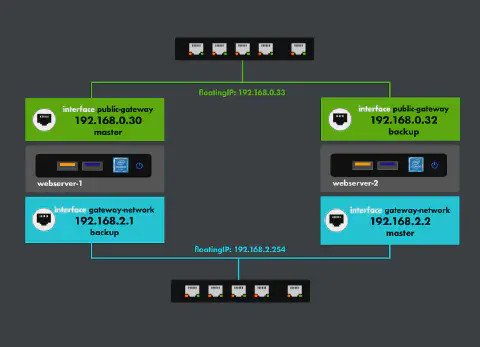 floatingIP: 192.168.0.33
interface public-gateway
192.168.0.30
master
interface public-gateway
192.168.0.32
backup
webserver-1
webserver-2
interface gateway-network
192.168.2.1
backup
interface gateway-network
192.168.2.2
master
floatingIP: 192.168.2.254